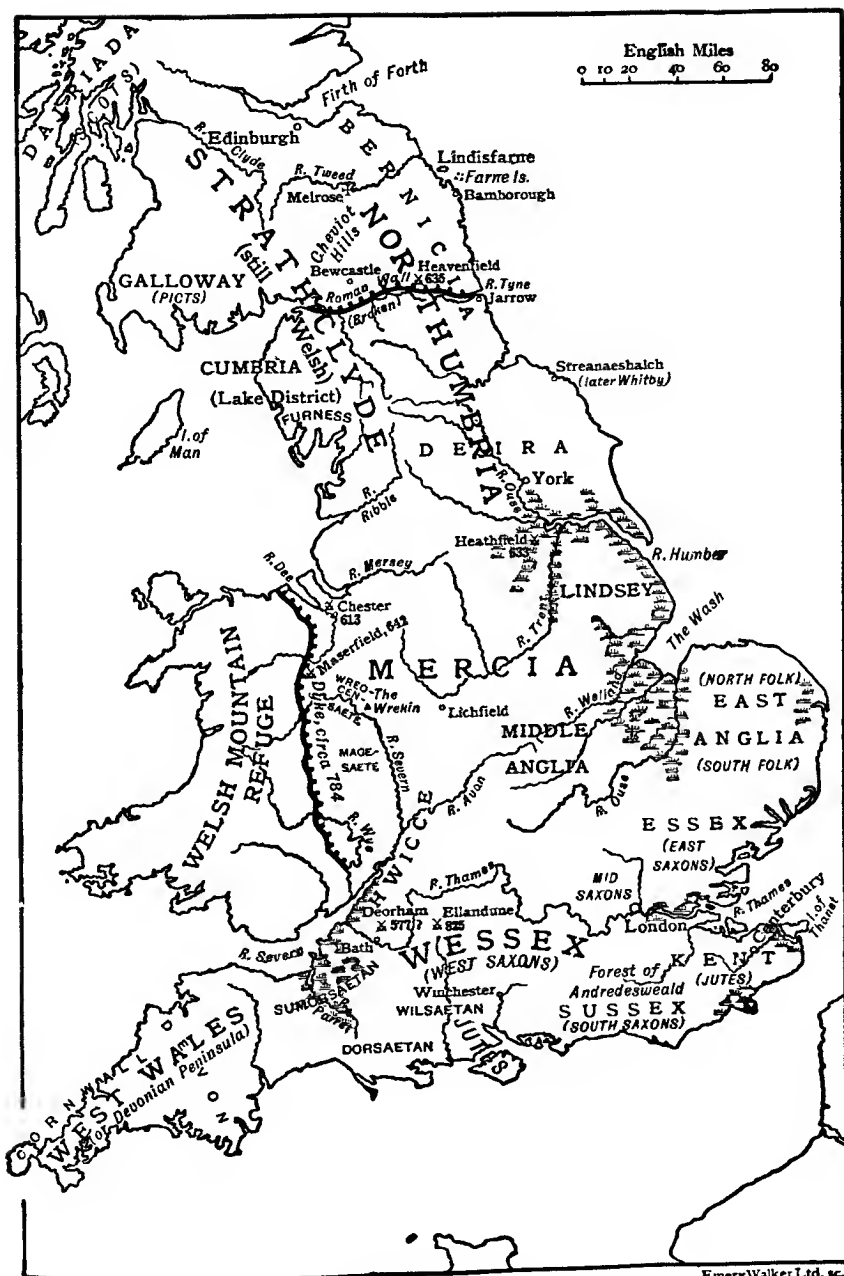 English Miles
0 10 20 40 60 80
DALRIADA
(SCOTS)
Firth of Forth
Edinburgh
R. Clyde
BERNICIA
Lindisfarne
Farne Is.
Bamborough
R. Tweed
Melrose
Cheviot Hills
STRATHCLYDE
(still Welsh)
NORTHUMBRIA
GALLOWAY
(PICTS)
Bewcastle
Heavenfield
635
Roman Wall
(Broken)
R. Tyne
Jarrow
CUMBRIA
(Lake District)
FURNESS
Streanaeshalch
(later Whitby)
I. of
Man
DEIRA
York
R. Ouse
R.
Ribble
Heathfield
633
R. Humber
R. Dee
R. Mersey
LINDSEY
Chester
613
R. Trent
The Wash
Maserfield, 642
MERCIA
WREO-
CEN-
SAETE
The
Wrekin
Lichfield
R. Welland
(NORTH FOLK)
EAST
ANGLIA
(SOUTH FOLK)
WELSH MOUNTAIN
REFUGE
Dyke, circa 784
MAGE-
SAETE
R. Severn
MIDDLE
ANGLIA
R. Avon
R. Ouse
R. Wye
HWICCE
ESSEX
(EAST
SAXONS)
MID
SAXONS
R. Thames
London
R. Thames
Canterbury
I. of
Thanet
Deorham
577?
Ellandune
825
Bath
WESSEX
(WEST SAXONS)
R. Severn
KENT
(JUTES)
Forest of
Andredesweald
SUMORSAETAN
R. Parret
Winchester
WILSAETAN
SUSSEX
(SOUTH SAXONS)
JUTES
DORSAETAN
CORNWALL
DEVON
WEST WALES
(or Devonian Peninsula)
Emery Walker Ltd. sc.